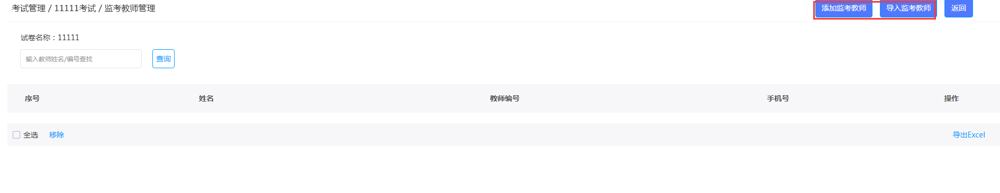 考试管理 / 11111考试 / 监考教师管理 添加监考教师 导入监考教师 返回
试卷名称：11111
输入教师姓名/编号查找 查询
序号 姓名 教师编号 手机号 操作
全选 移除 导出Excel